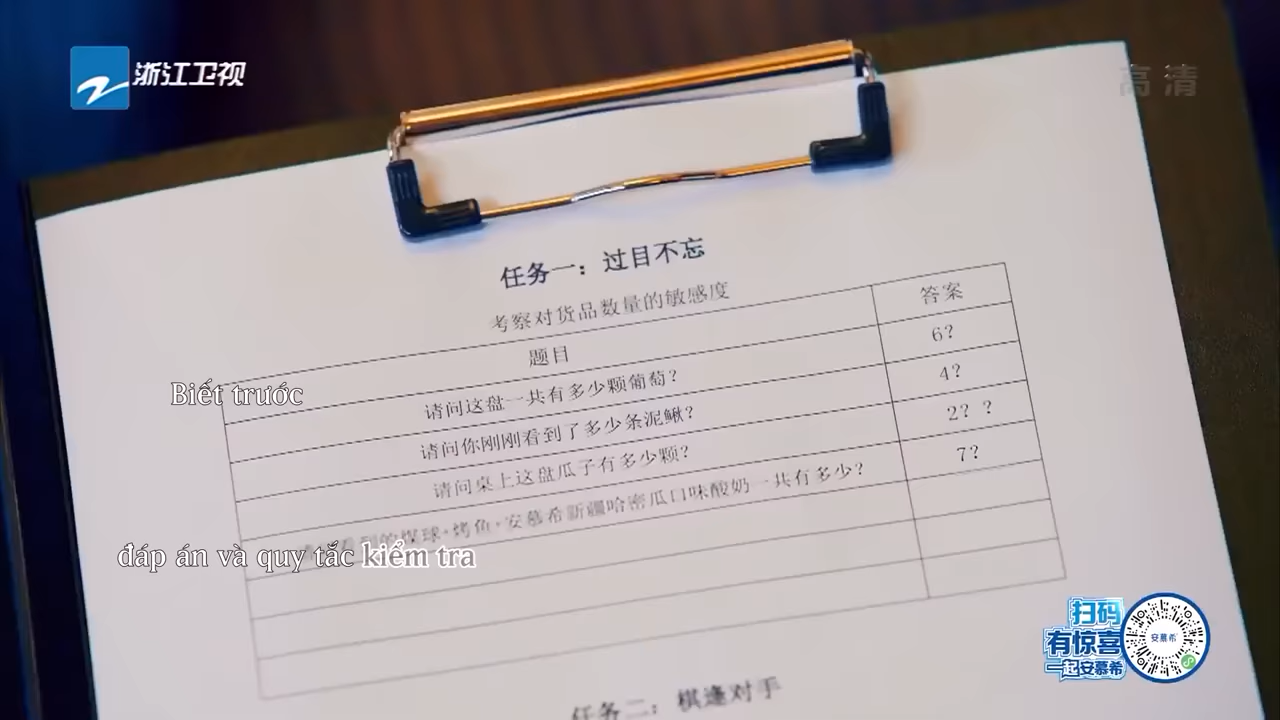 浙江卫视
高清
任务一：过目不忘
考察对货品数量的敏感度
题目 答案
请问这盘一共有多少颗葡萄？ 6？
请问你刚刚看到了多少条泥鳅？ 4？
请问桌上这盘瓜子有多少颗？ 2？？
的煤球+烤鱼+安慕希新疆哈密瓜口味酸奶一共有多少？ 7？
Biết trước
đáp án và quy tắc kiểm tra
任务二：棋逢对手
扫码
有惊喜
一起安慕希
安慕希